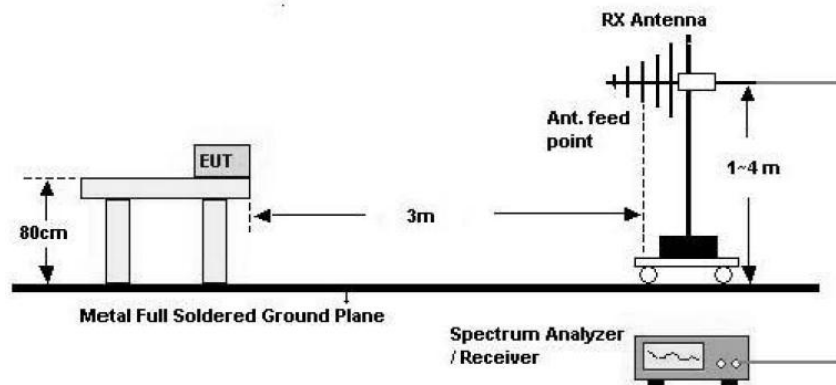 RX Antenna
Ant. feed
point
EUT
1~4 m
3m
80cm
Metal Full Soldered Ground Plane
Spectrum Analyzer
/ Receiver